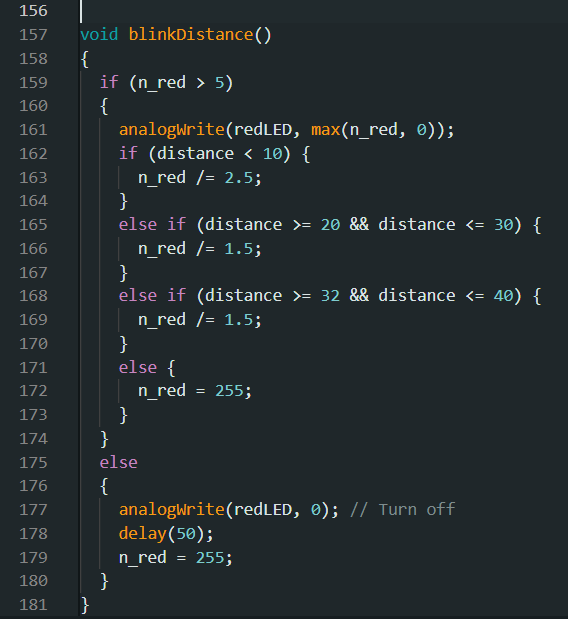 156
157 void blinkDistance()
158 {
159   if (n_red > 5)
160   {
161     analogWrite(redLED, max(n_red, 0));
162     if (distance < 10) {
163       n_red /= 2.5;
164     }
165     else if (distance >= 20 && distance <= 30) {
166       n_red /= 1.5;
167     }
168     else if (distance >= 32 && distance <= 40) {
169       n_red /= 1.5;
170     }
171     else {
172       n_red = 255;
173     }
174   }
175   else
176   {
177     analogWrite(redLED, 0); // Turn off
178     delay(50);
179     n_red = 255;
180   }
181 }